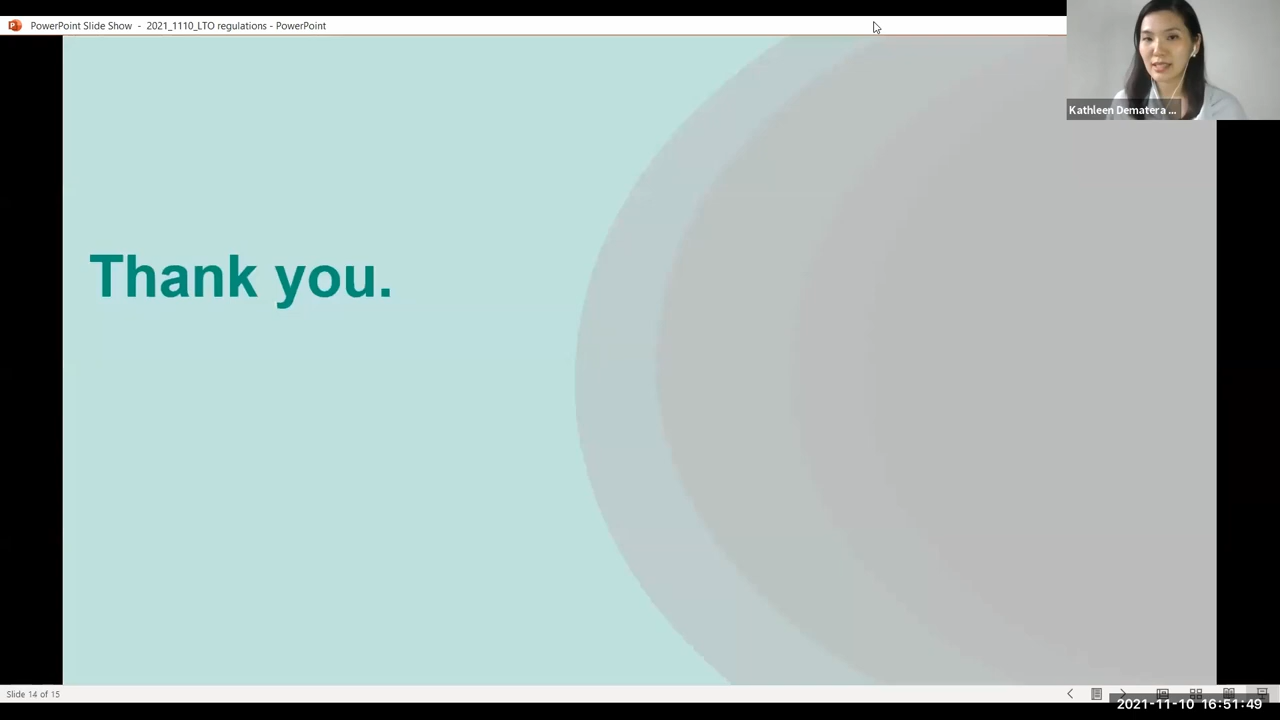 PowerPoint Slide Show - 2021_1110_LTO regulations - PowerPoint
Kathleen Dematera ...
Thank you.
Slide 14 of 15
2021-11-10 16:51:49